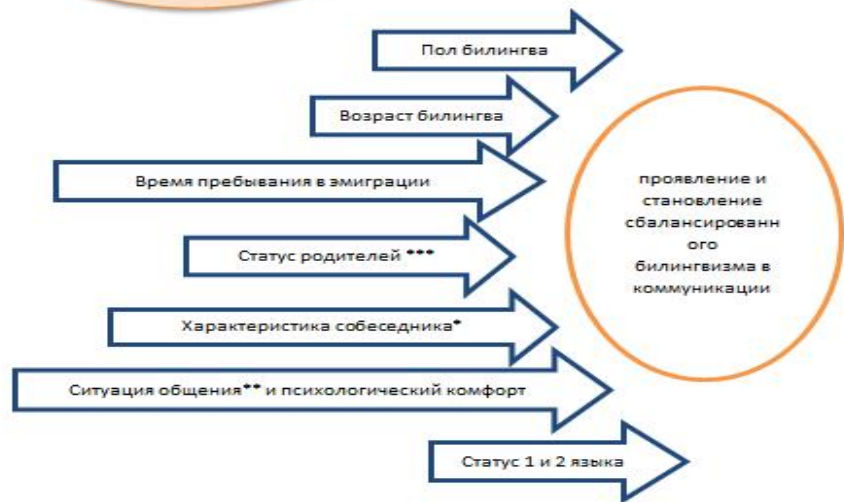 Пол билингва
Возраст билингва
Время пребывания в эмиграции
Статус родителей ***
Характеристика собеседника*
Ситуация общения** и психологический комфорт
Статус 1 и 2 языка
проявление и
становление
сбалансированн
ого
билингвизма в
коммуникации